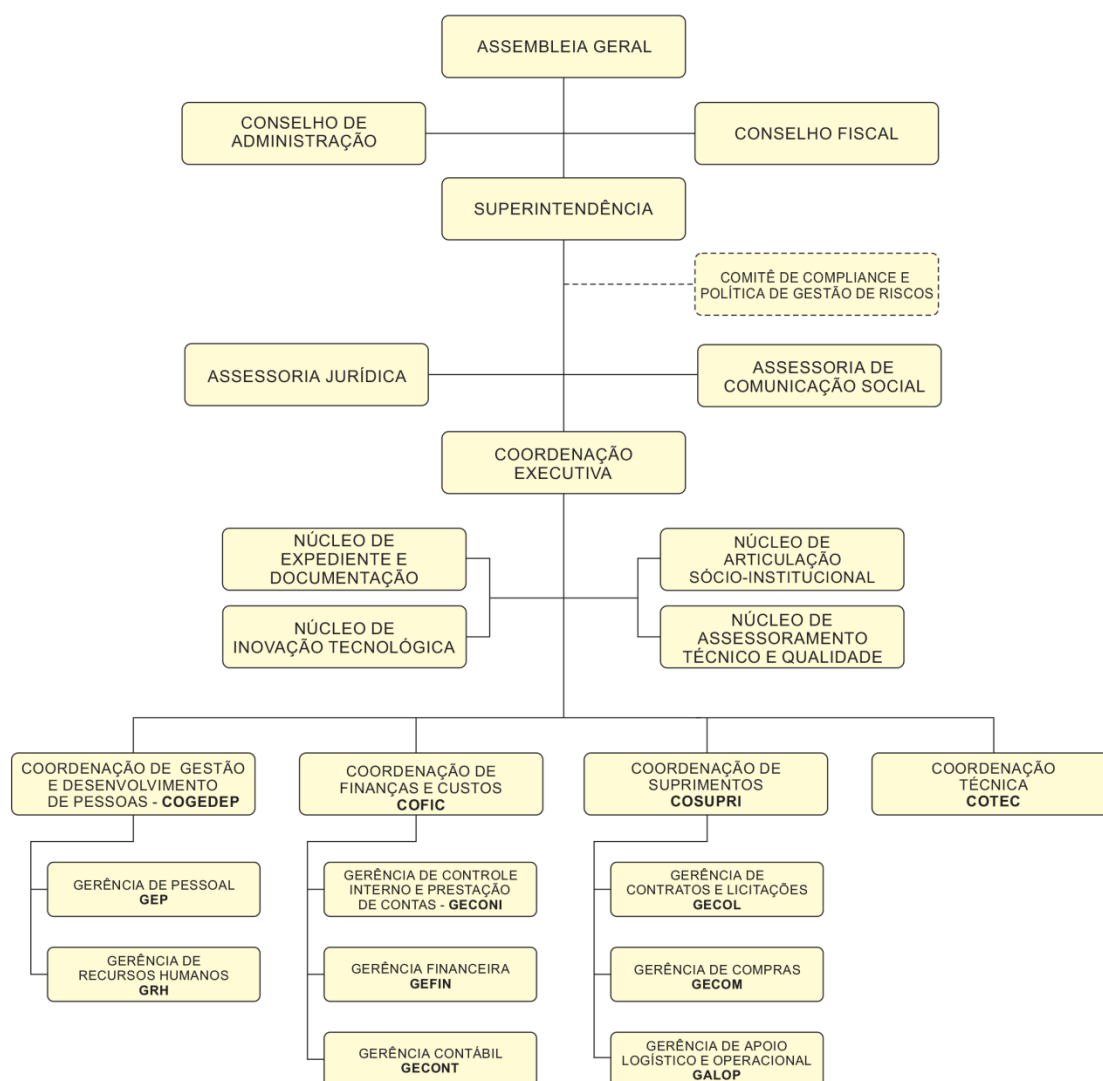 ASSEMBLEIA GERAL
CONSELHO DE
ADMINISTRAÇÃO
CONSELHO FISCAL
SUPERINTENDÊNCIA
COMITÊ DE COMPLIANCE E
POLÍTICA DE GESTÃO DE RISCOS
ASSESSORIA JURÍDICA
ASSESSORIA DE
COMUNICAÇÃO SOCIAL
COORDENAÇÃO
EXECUTIVA
NÚCLEO DE
EXPEDIENTE E
DOCUMENTAÇÃO
NÚCLEO DE
ARTICULAÇÃO
SÓCIO-INSTITUCIONAL
NÚCLEO DE
INOVAÇÃO TECNOLÓGICA
NÚCLEO DE
ASSESSORAMENTO
TÉCNICO E QUALIDADE
COORDENAÇÃO DE GESTÃO
E DESENVOLVIMENTO
DE PESSOAS - COGEDEP
COORDENAÇÃO DE
FINANÇAS E CUSTOS
COFIC
COORDENAÇÃO DE
SUPRIMENTOS
COSUPRI
COORDENAÇÃO
TÉCNICA
COTEC
GERÊNCIA DE PESSOAL
GEP
GERÊNCIA DE CONTROLE
INTERNO E PRESTAÇÃO
DE CONTAS - GECONI
GERÊNCIA DE
CONTRATOS E LICITAÇÕES
GECOL
GERÊNCIA DE
RECURSOS HUMANOS
GRH
GERÊNCIA FINANCEIRA
GEFIN
GERÊNCIA DE COMPRAS
GECOM
GERÊNCIA CONTÁBIL
GECONT
GERÊNCIA DE APOIO
LOGÍSTICO E OPERACIONAL
GALOP